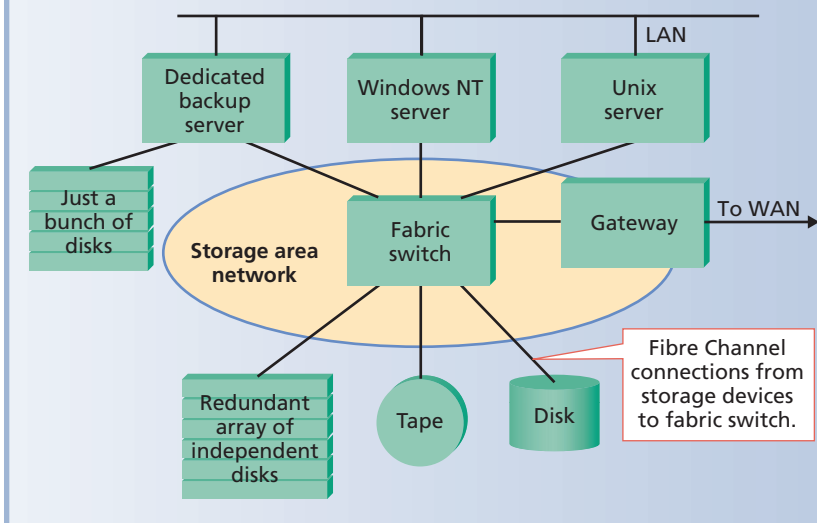 LAN
Dedicated
backup
server
Windows NT
server
Unix
server
Just a
bunch of
disks
Storage area
network
Fabric
switch
Gateway
To WAN
Redundant
array of
independent
disks
Tape
Disk
Fibre Channel
connections from
storage devices
to fabric switch.